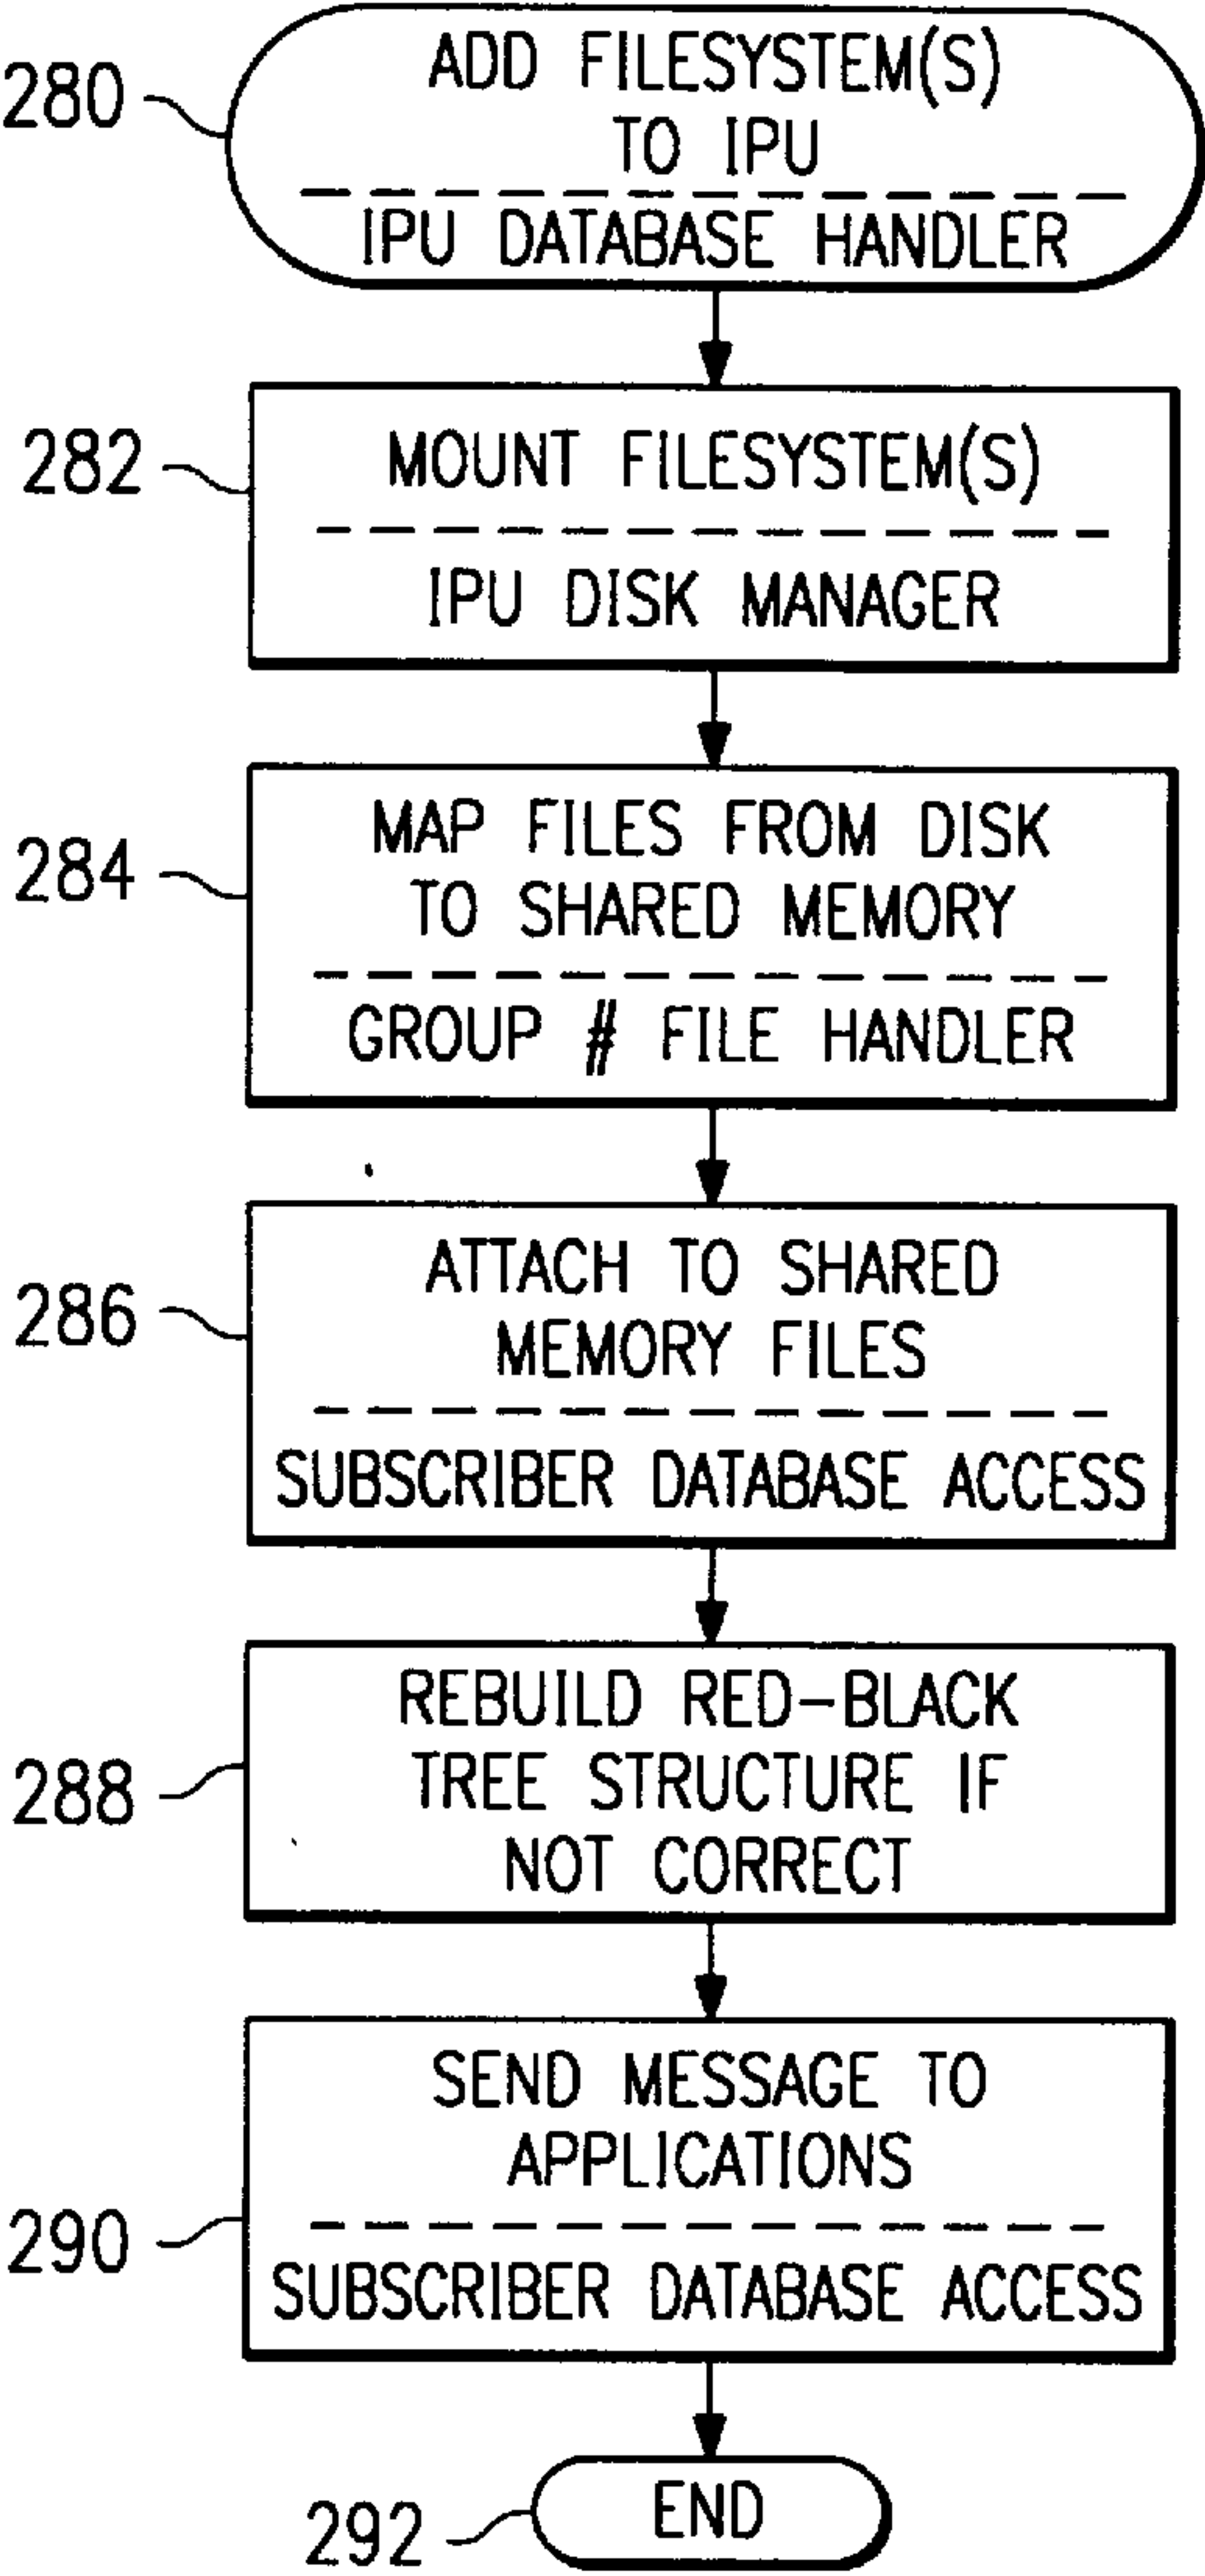 280
ADD FILESYSTEM(S)
TO IPU
IPU DATABASE HANDLER
282
MOUNT FILESYSTEM(S)
IPU DISK MANAGER
284
MAP FILES FROM DISK
TO SHARED MEMORY
GROUP # FILE HANDLER
286
ATTACH TO SHARED
MEMORY FILES
SUBSCRIBER DATABASE ACCESS
288
REBUILD RED-BLACK
TREE STRUCTURE IF
NOT CORRECT
290
SEND MESSAGE TO
APPLICATIONS
SUBSCRIBER DATABASE ACCESS
292
END